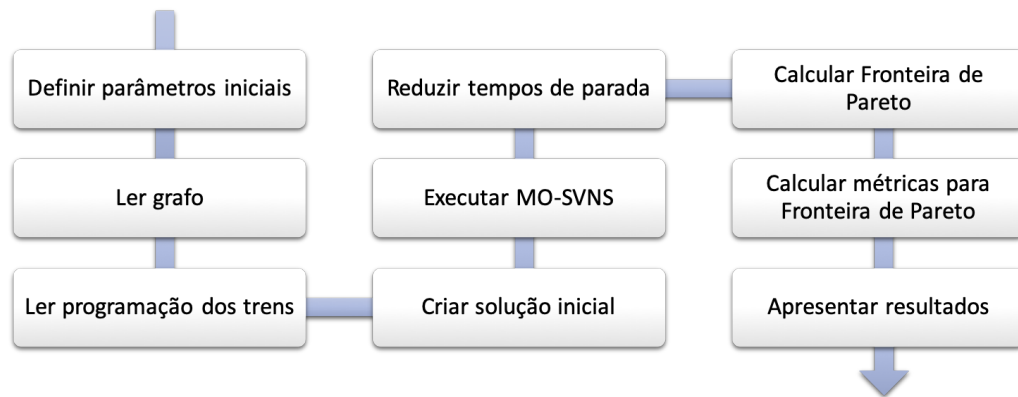 Definir parâmetros iniciais
Ler grafo
Ler programação dos trens
Criar solução inicial
Executar MO-SVNS
Reduzir tempos de parada
Calcular Fronteira de
Pareto
Calcular métricas para
Fronteira de Pareto
Apresentar resultados